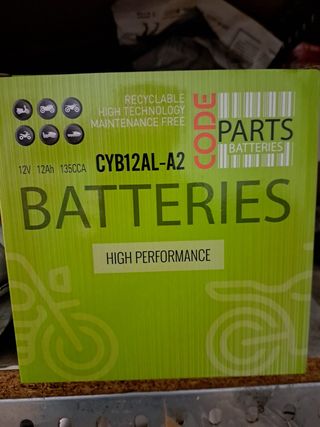 RECYCLABLE
HIGH TECHNOLOGY
MAINTENANCE FREE
CODE
PARTS
BATTERIES
12V 12Ah 135CCA CYB12AL-A2
BATTERIES
HIGH PERFORMANCE